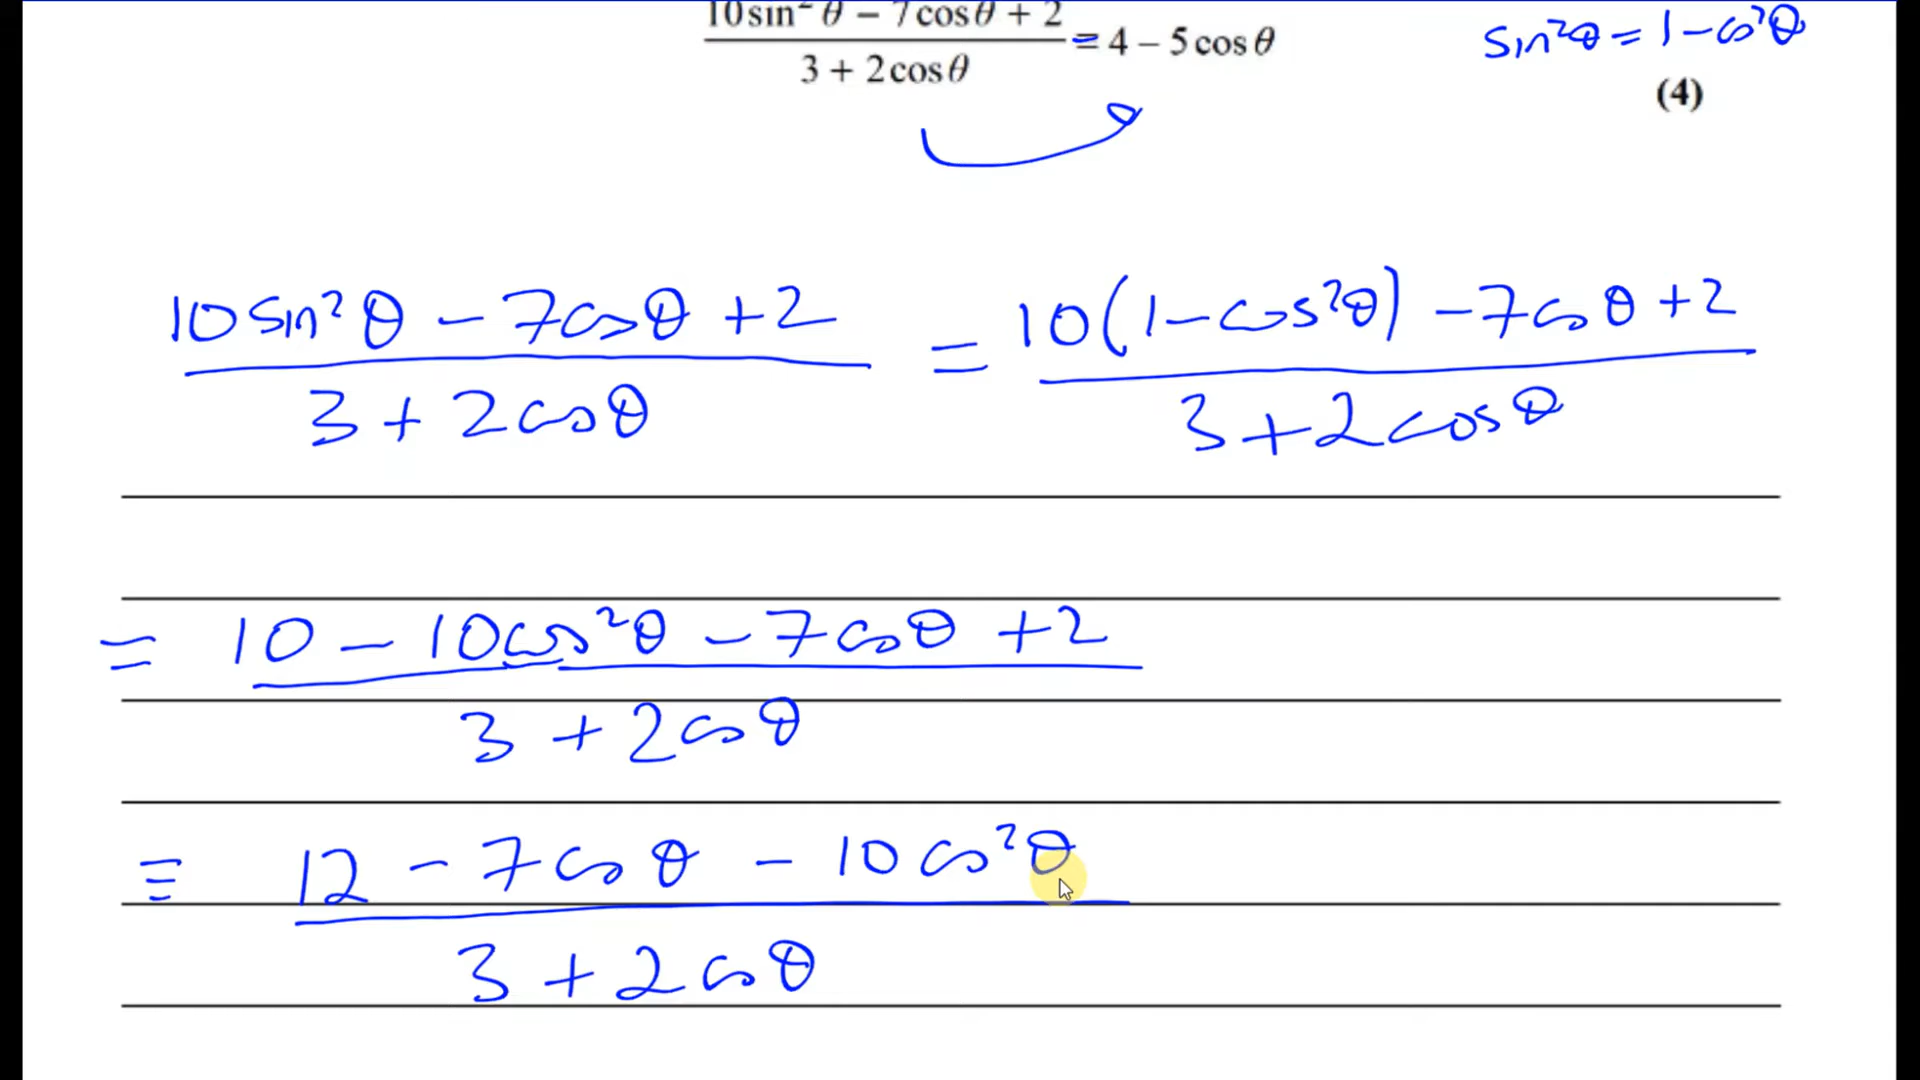 10sin² θ − 7cosθ + 2
= 4 − 5cosθ
3 + 2cosθ
sin²θ = 1 − cos²θ
(4)
10sin²θ − 7cosθ + 2 = 10(1 − cos²θ) − 7cosθ + 2
3 + 2cosθ 3 + 2cosθ
= 10 − 10cos²θ − 7cosθ + 2
3 + 2cosθ
≡ 12 − 7cosθ − 10cos²θ
3 + 2cosθ